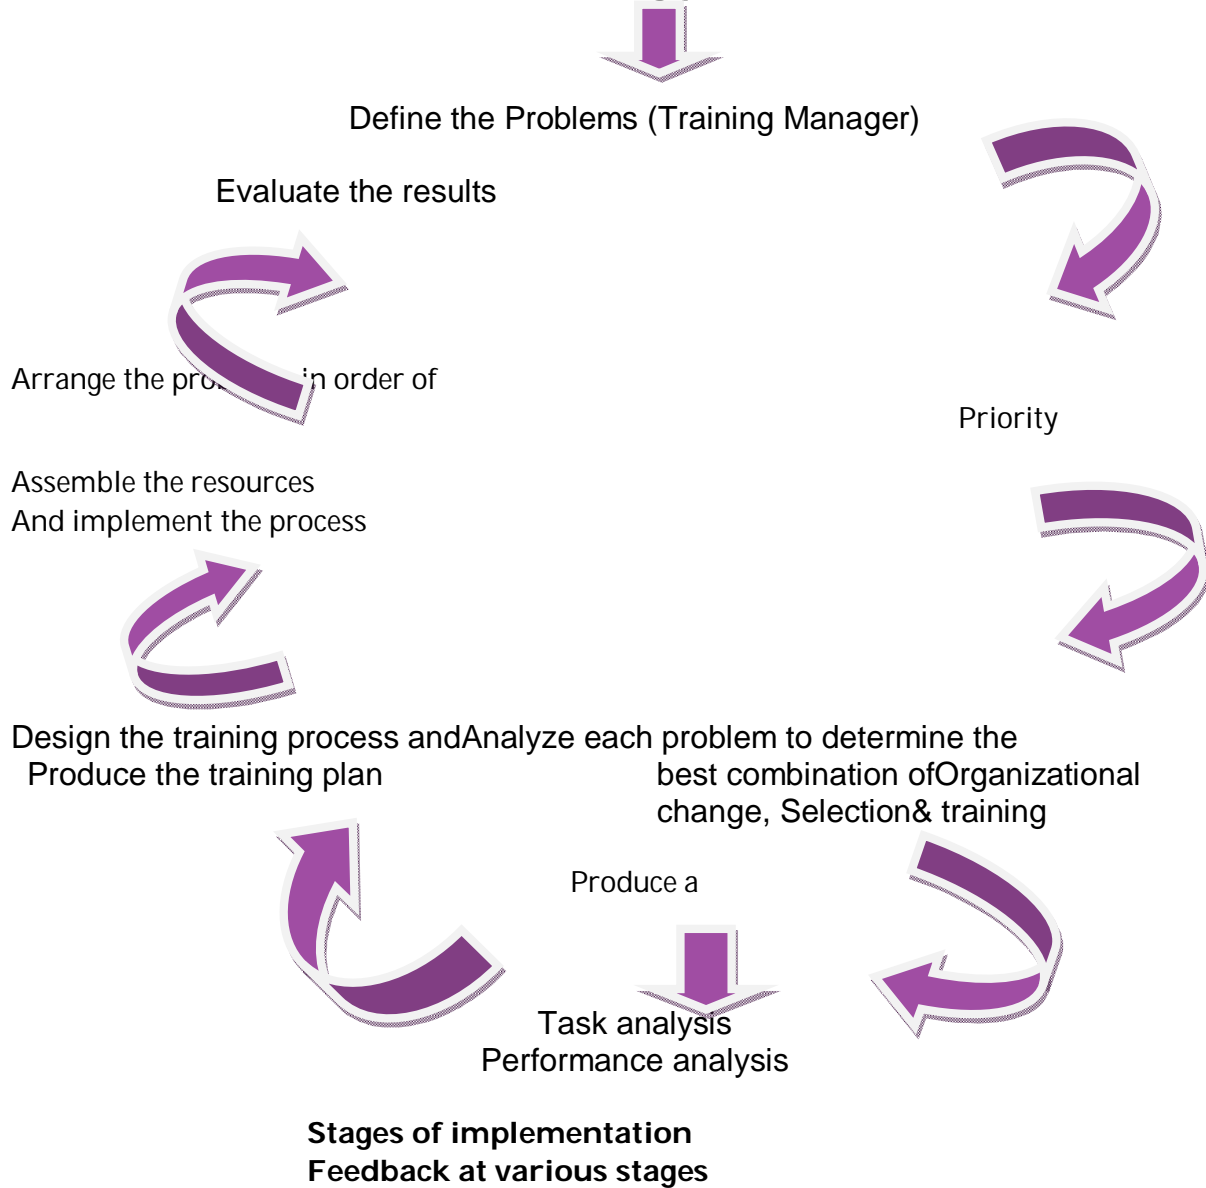 Define the Problems (Training Manager)
Evaluate the results
Arrange the in order of
Priority
Assemble the resources
And implement the process
Design the training process andAnalyze each problem to determine the
Produce the training plan best combination ofOrganizational
change, Selection& training
Produce a
Task analysis
Performance analysis
Stages of implementation
Feedback at various stages